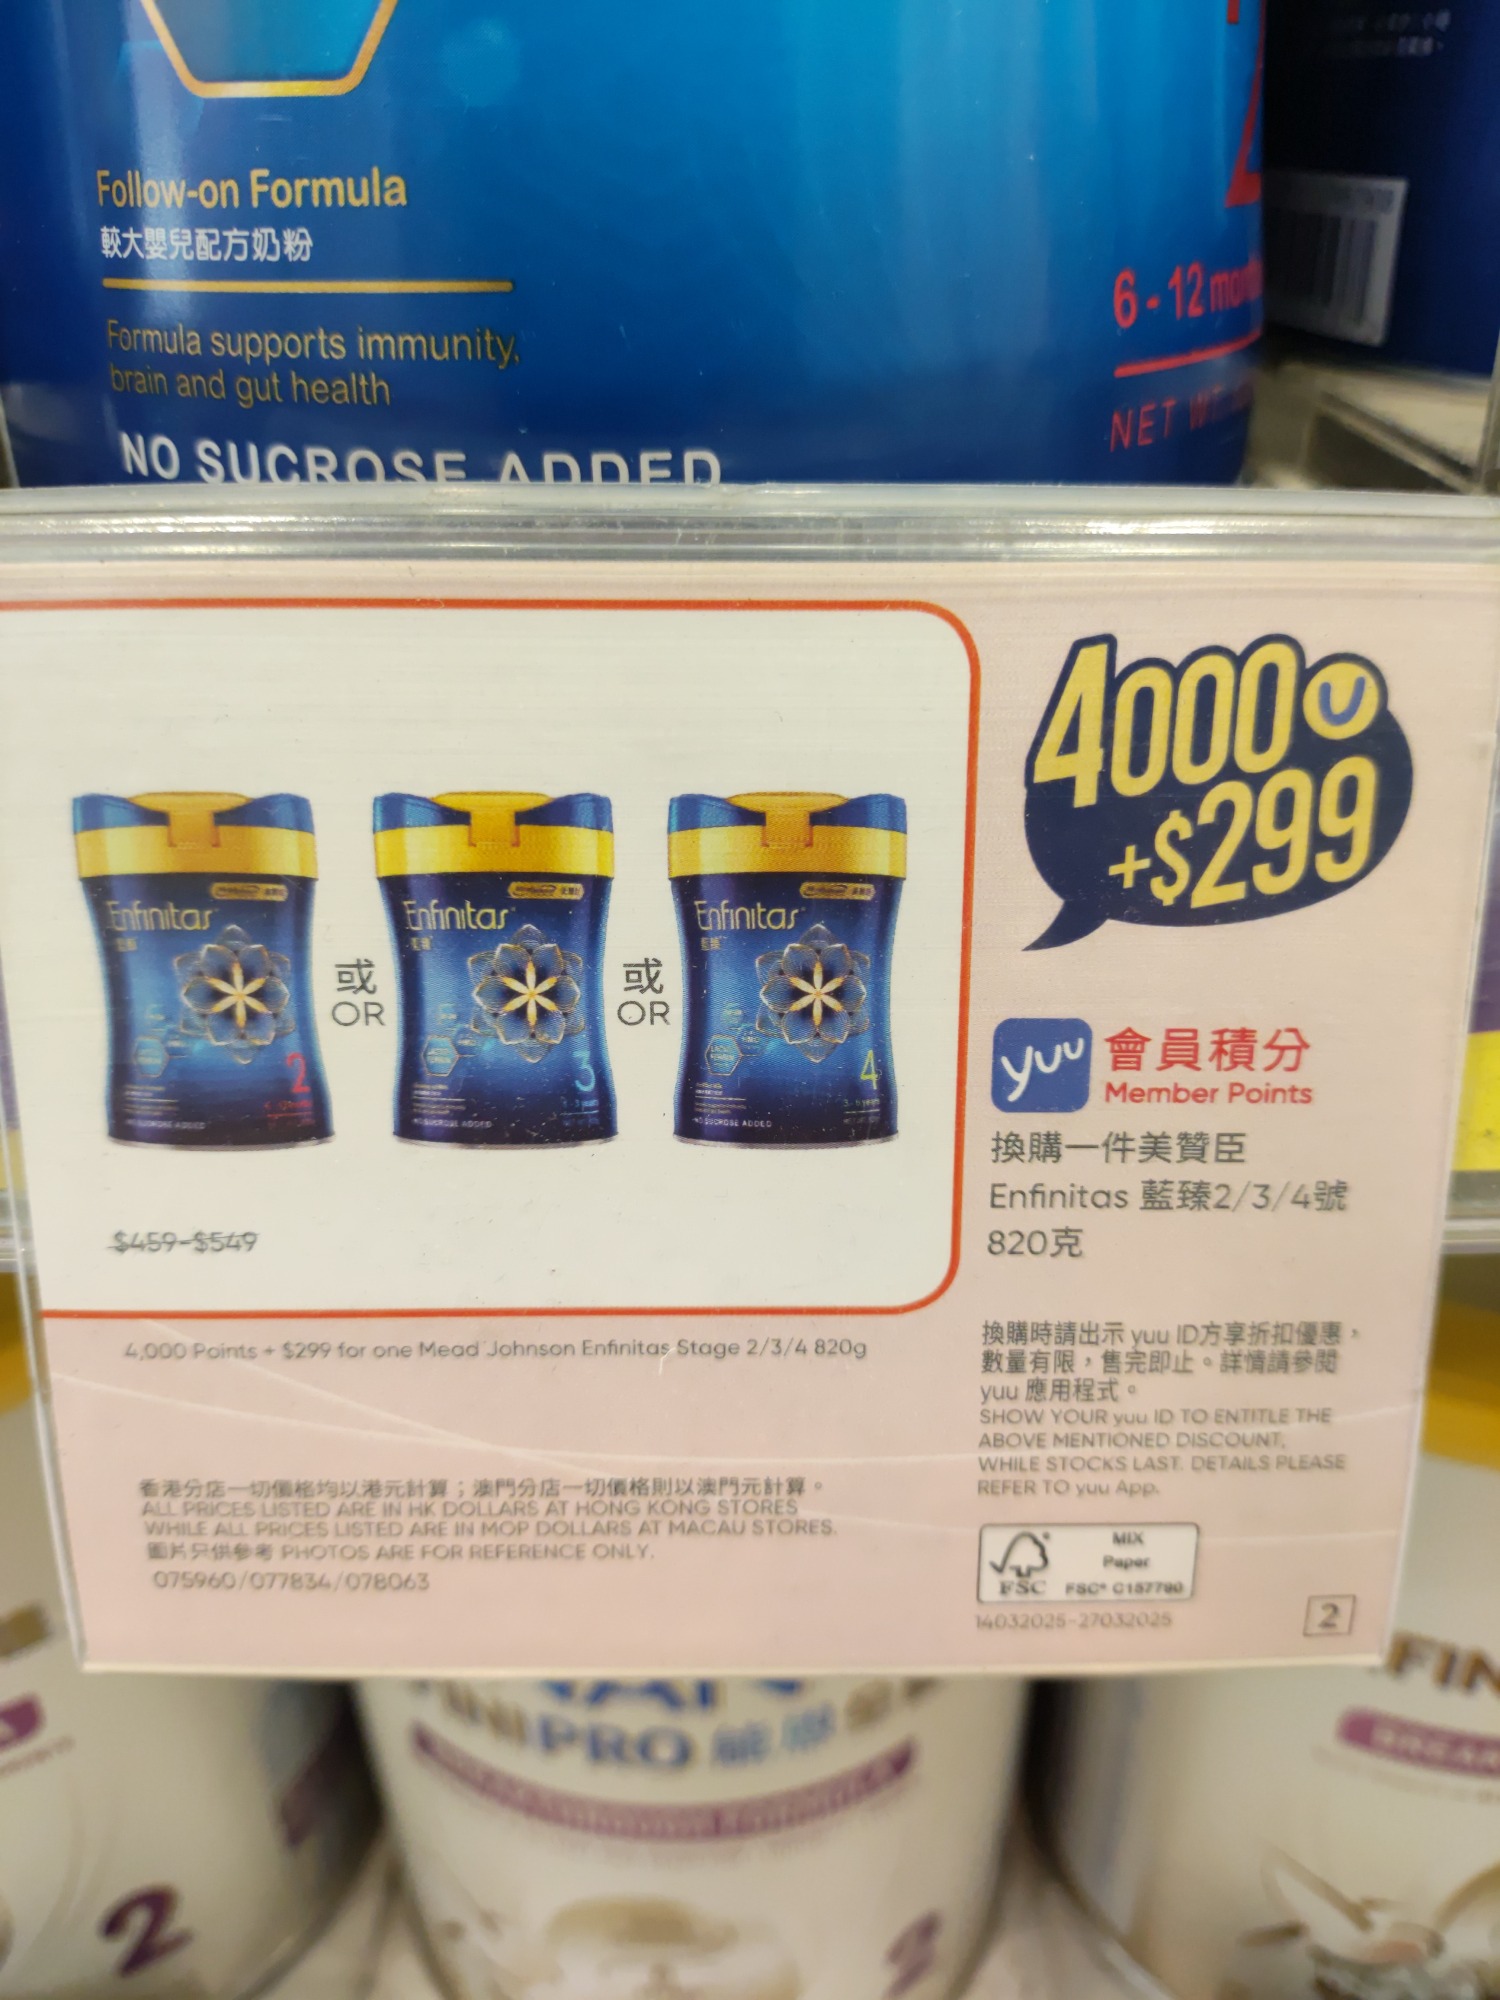 Follow-on Formula
較大嬰兒配方奶粉
Formula supports immunity,
brain and gut health
NO SUCROSE ADDED
6 - 12
NET
4000 U
+$299
Enfinitas
2
或
OR
Enfinitas
3
或
OR
Enfinitas
4
NO SUCROSE ADDED
$459-$549
yuu 會員積分
Member Points
換購一件美贊臣
Enfinitas 藍臻2/3/4號
820克
4,000 Points + $299 for one Mead Johnson Enfinitas Stage 2/3/4 820g
換購時請出示 yuu ID方享折扣優惠，
數量有限，售完即止。詳情請參閱
yuu 應用程式。
SHOW YOUR yuu ID TO ENTITLE THE
ABOVE MENTIONED DISCOUNT,
WHILE STOCKS LAST. DETAILS PLEASE
REFER TO yuu App.
香港分店一切價格均以港元計算；澳門分店一切價格則以澳門元計算。
ALL PRICES LISTED ARE IN HK DOLLARS AT HONG KONG STORES
WHILE ALL PRICES LISTED ARE IN MOP DOLLARS AT MACAU STORES.
圖片只供參考 PHOTOS ARE FOR REFERENCE ONLY.
075960/077834/078063
MIX
Paper
FSC FSC® C157780
14032025-27032025
2
2
2